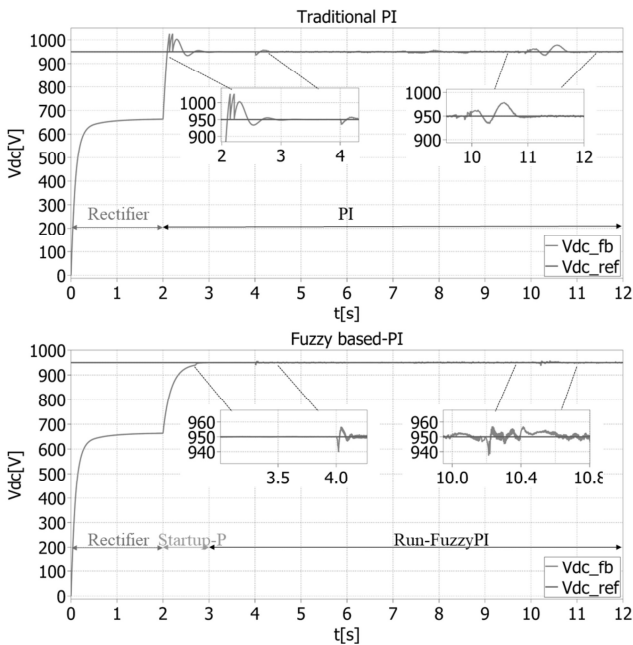 Traditional PI
1000
900
800
700
600
500
400
300
200
100
0
Vdc[V]
1000
950
900
2 3 4
1000
950
900
10 11 12
Rectifier PI
Vdc_fb
Vdc_ref
0 1 2 3 4 5 6 7 8 9 10 11 12
t[s]
Fuzzy based-PI
1000
900
800
700
600
500
400
300
200
100
0
Vdc[V]
960
950
940
3.5 4.0
960
950
940
10.0 10.4 10.8
Rectifier Startup-P Run-FuzzyPI
Vdc_fb
Vdc_ref
0 1 2 3 4 5 6 7 8 9 10 11 12
t[s]